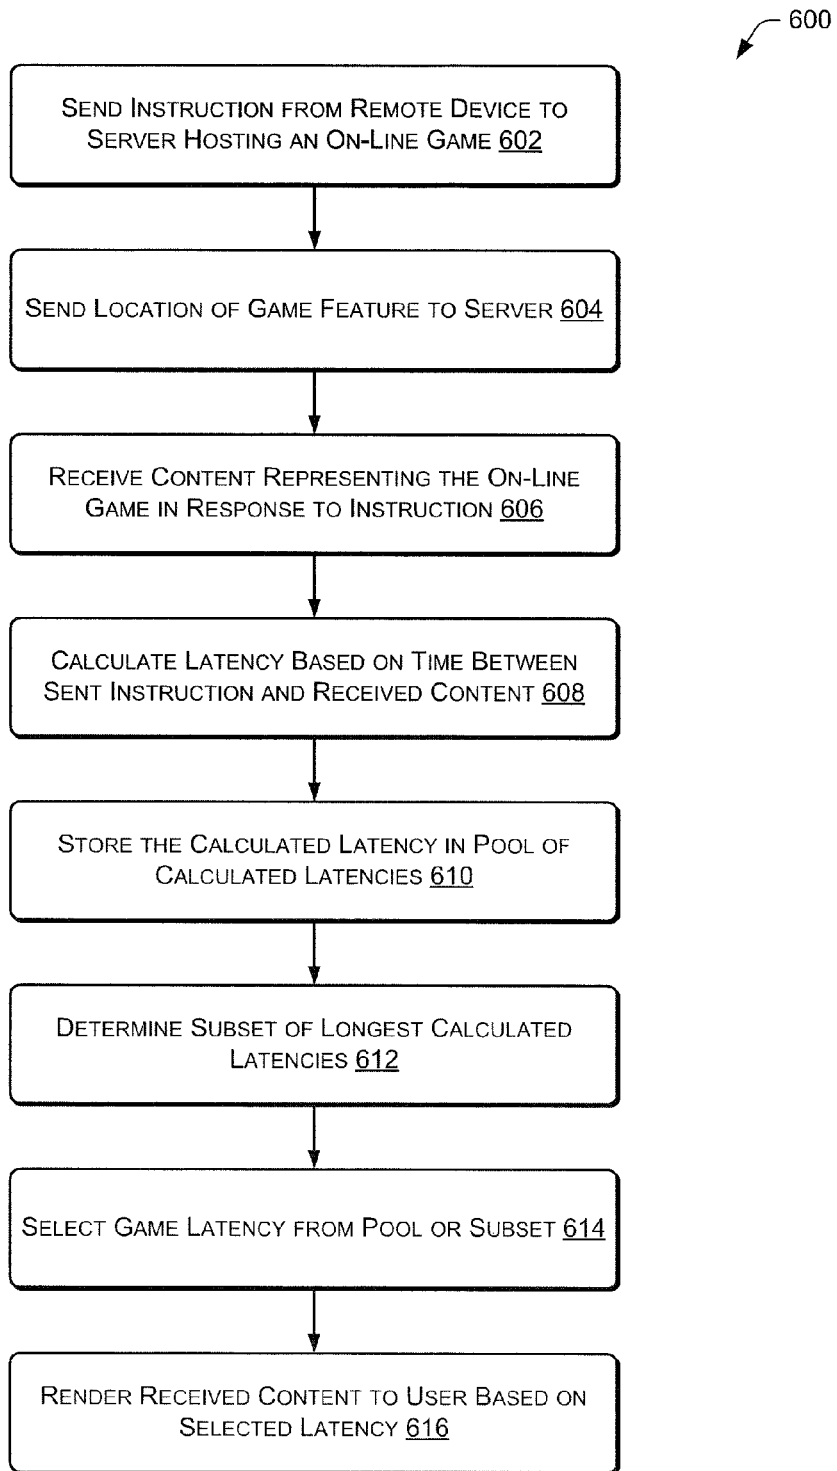 600
SEND INSTRUCTION FROM REMOTE DEVICE TO
SERVER HOSTING AN ON-LINE GAME 602
SEND LOCATION OF GAME FEATURE TO SERVER 604
RECEIVE CONTENT REPRESENTING THE ON-LINE
GAME IN RESPONSE TO INSTRUCTION 606
CALCULATE LATENCY BASED ON TIME BETWEEN
SENT INSTRUCTION AND RECEIVED CONTENT 608
STORE THE CALCULATED LATENCY IN POOL OF
CALCULATED LATENCIES 610
DETERMINE SUBSET OF LONGEST CALCULATED
LATENCIES 612
SELECT GAME LATENCY FROM POOL OR SUBSET 614
RENDER RECEIVED CONTENT TO USER BASED ON
SELECTED LATENCY 616